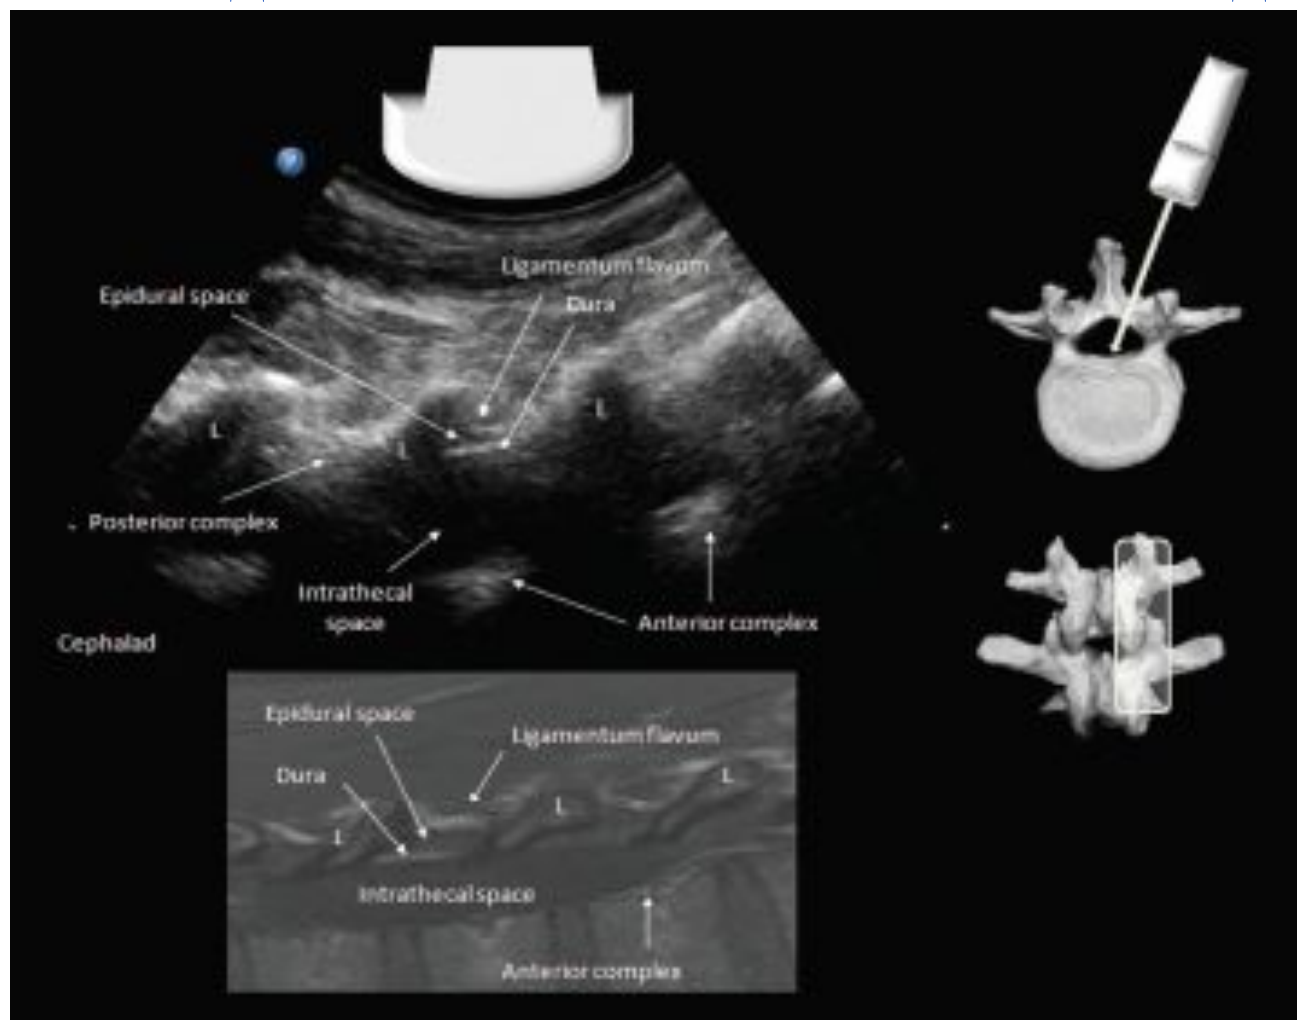 Ligamentum flavum
Epidural space
Dura
L
L
L
Posterior complex
Intrathecal
space
Anterior complex
Cephalad
Epidural space
Ligamentum flavum
Dura
L
L
L
Intrathecal space
Anterior complex